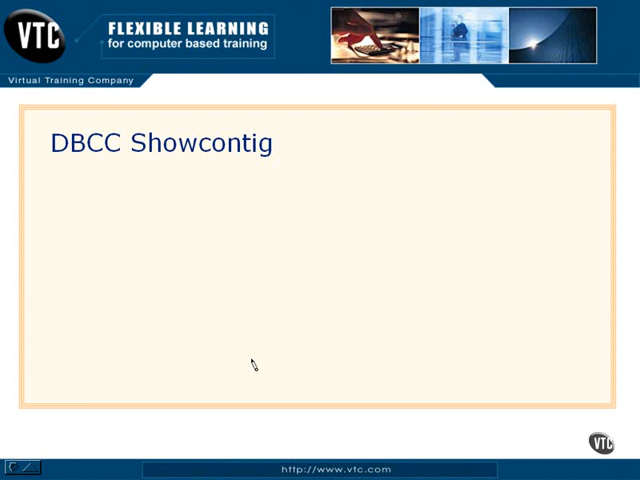 VTC
FLEXIBLE LEARNING
for computer based training
Virtual Training Company
DBCC Showcontig
VTC
http://www.vtc.com